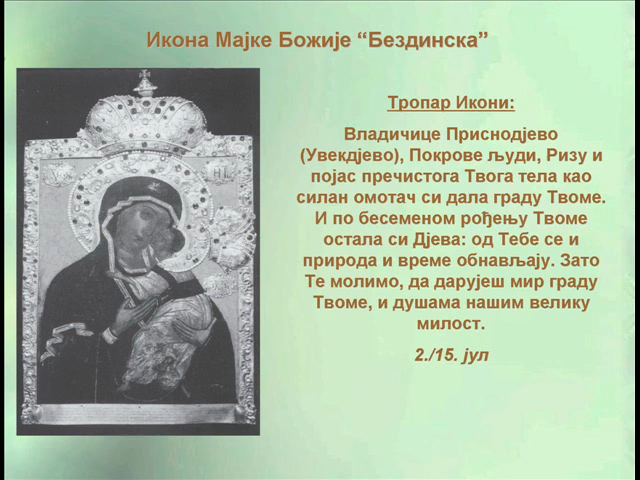 Икона Мајке Божије “Бездинска”
Тропар Икони:
Владичице Приснодјево
(Увекдјево), Покрове људи, Ризу и
појас пречистога Твога тела као
силан омотач си дала граду Твоме.
И по бесеменом рођењу Твоме
остала си Дјева: од Тебе се и
природа и време обнављају. Зато
Те молимо, да дарујеш мир граду
Твоме, и душама нашим велику
милост.
2./15. јул